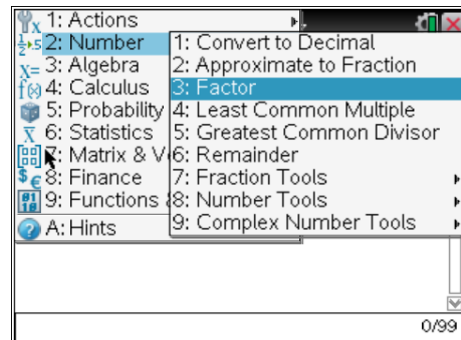 1: Actions
2: Number
3: Algebra
4: Calculus
5: Probability
6: Statistics
7: Matrix & V
8: Finance
9: Functions &
A: Hints
1: Convert to Decimal
2: Approximate to Fraction
3: Factor
4: Least Common Multiple
5: Greatest Common Divisor
6: Remainder
7: Fraction Tools
8: Number Tools
9: Complex Number Tools
0/99